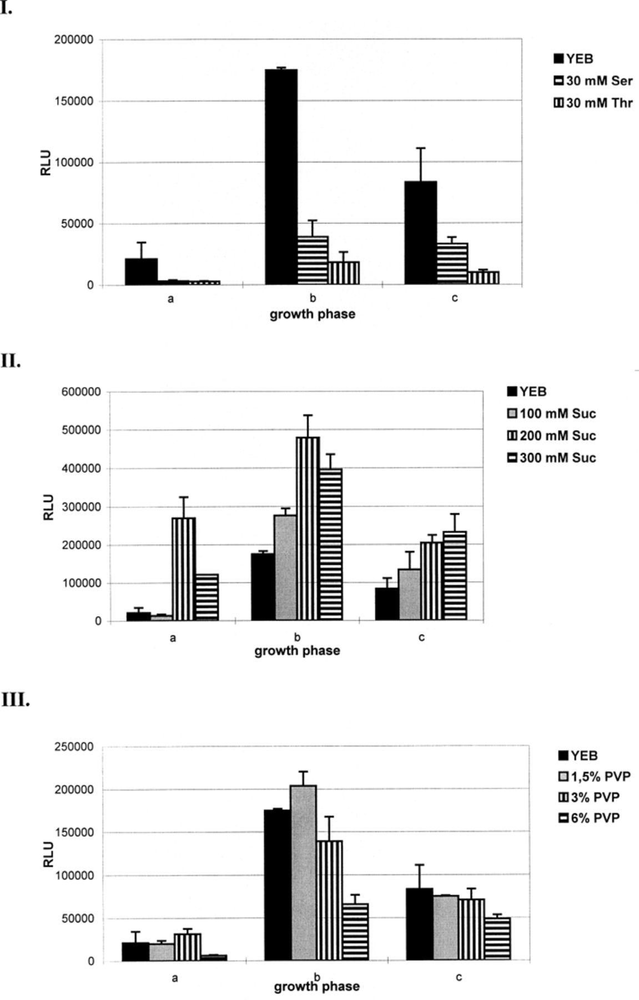 I.
200000
150000
100000
50000
0
RLU
a b c
growth phase
YEB
30 mM Ser
30 mM Thr
II.
600000
500000
400000
300000
200000
100000
0
RLU
a b c
growth phase
YEB
100 mM Suc
200 mM Suc
300 mM Suc
III.
250000
200000
150000
100000
50000
0
RLU
a b c
growth phase
YEB
1,5% PVP
3% PVP
6% PVP